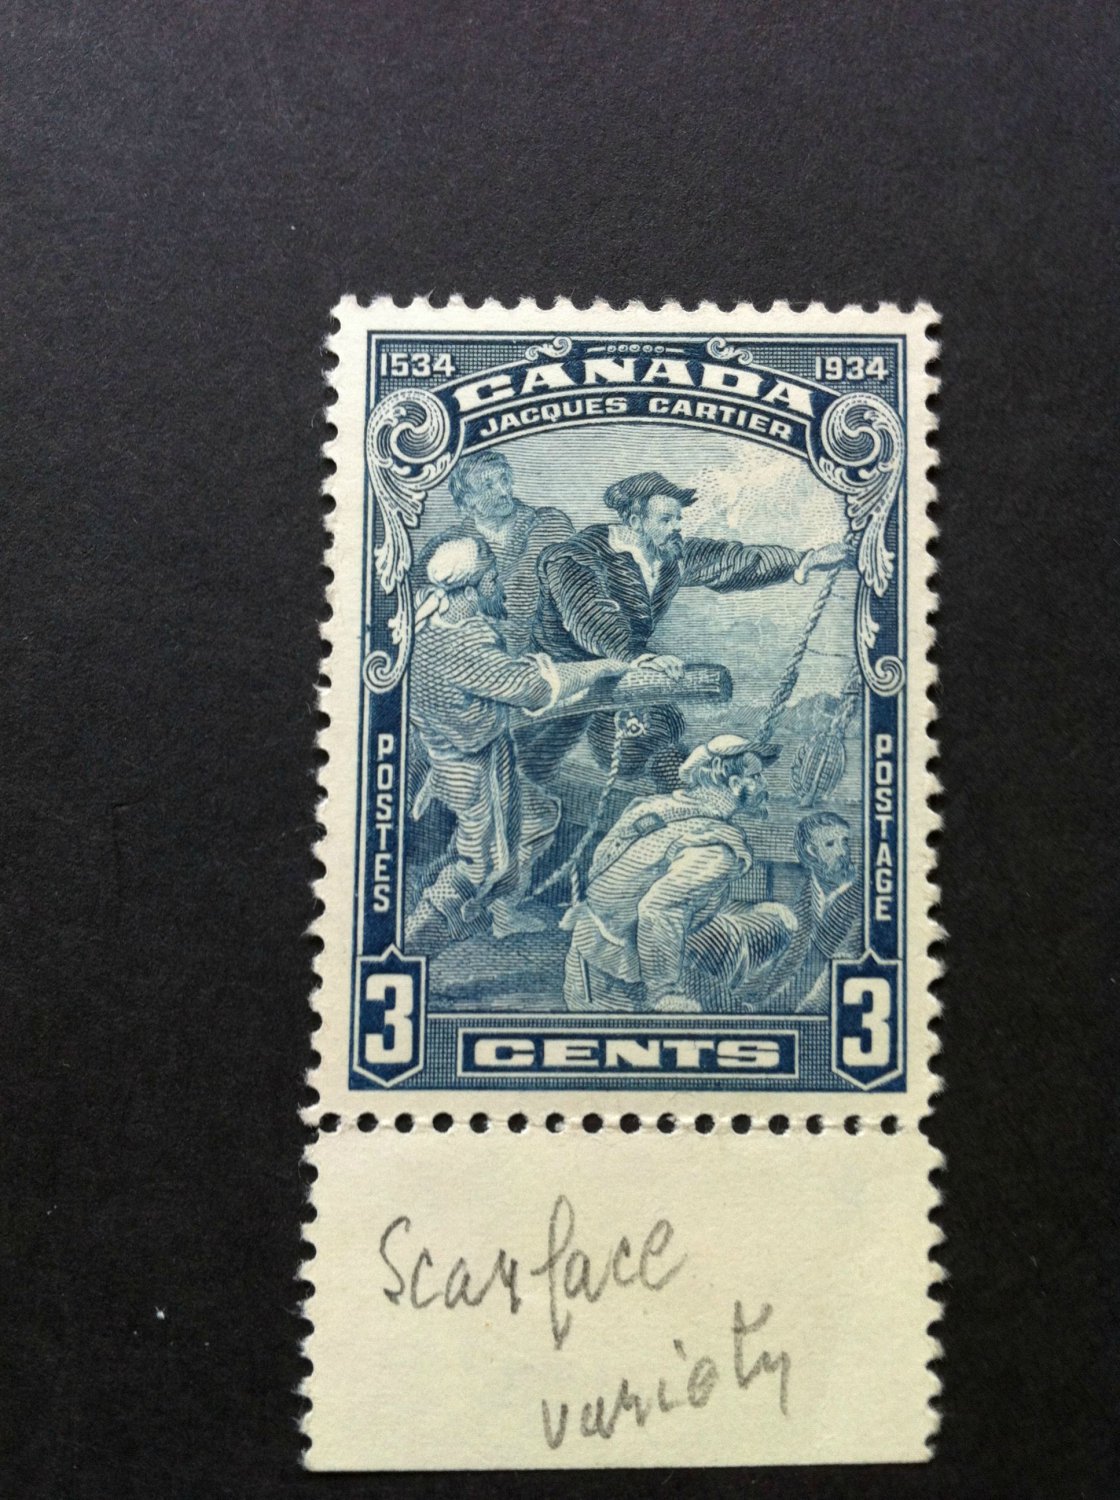 1534 1934
CANADA
JACQUES CARTIER
POSTES
POSTAGE
3 3
CENTS
Scarface
variety